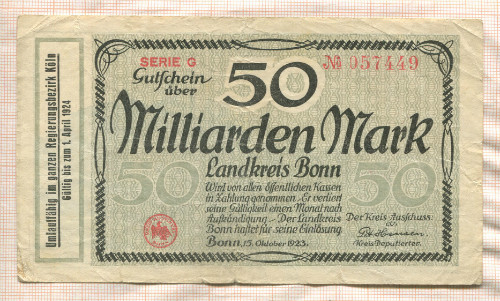 Umlauffähig im ganzen Regierungsbezirk Köln
Gültig bis zum 1. April 1924
SERIE G
№ 057449
Gutschein
über
50
Milliarden Mark
Landkreis Bonn
50
50
Wird von allen öffentlichen Kassen
in Zahlung genommen. Er verliert
seine Gültigkeit einen Monat nach
Aufkündigung. Der Landkreis
Bonn haftet für seine Einlösung
Bonn, 15. Oktober 1923.
Der Kreis Ausschuss:
Kreis Deputierter.